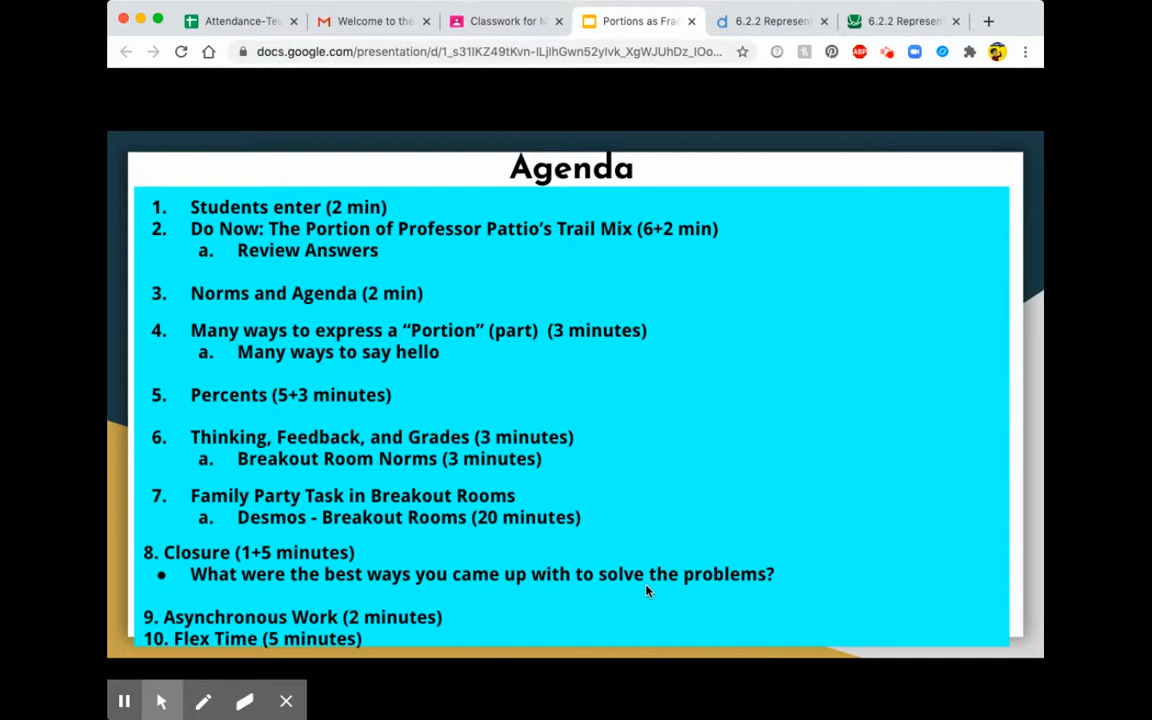 Attendance-Tea
Welcome to the
Classwork for M
Portions as Frac
6.2.2 Represen
6.2.2 Represent
docs.google.com/presentation/d/1_s31IKZ49tKvn-ILjIhGwn52yIvk_XgWJUhDz_IOo...
ABP
Agenda
1. Students enter (2 min)
2. Do Now: The Portion of Professor Pattio's Trail Mix (6+2 min)
a. Review Answers
3. Norms and Agenda (2 min)
4. Many ways to express a “Portion” (part) (3 minutes)
a. Many ways to say hello
5. Percents (5+3 minutes)
6. Thinking, Feedback, and Grades (3 minutes)
a. Breakout Room Norms (3 minutes)
7. Family Party Task in Breakout Rooms
a. Desmos - Breakout Rooms (20 minutes)
8. Closure (1+5 minutes)
● What were the best ways you came up with to solve the problems?
9. Asynchronous Work (2 minutes)
10. Flex Time (5 minutes)